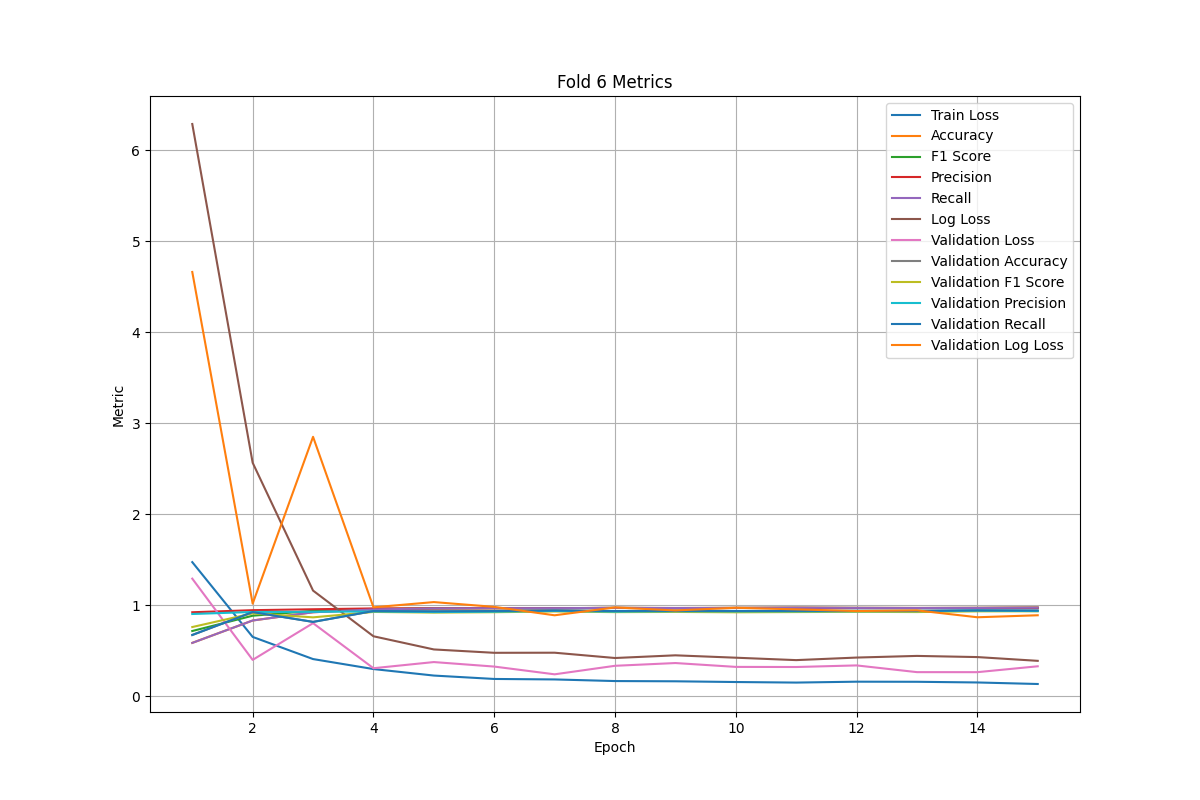 Fold 6 Metrics
Train Loss
Accuracy
F1 Score
Precision
Recall
Log Loss
Validation Loss
Validation Accuracy
Validation F1 Score
Validation Precision
Validation Recall
Validation Log Loss
6
5
4
3
2
1
0
Metric
2 4 6 8 10 12 14
Epoch